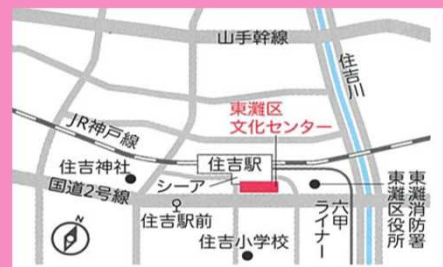 山手幹線
住吉川
東灘区
文化センター
JR神戸線
住吉駅
住吉神社
シーア
国道2号線
住吉駅前
六甲
ライナー
東灘消防署
東灘区役所
住吉小学校
N